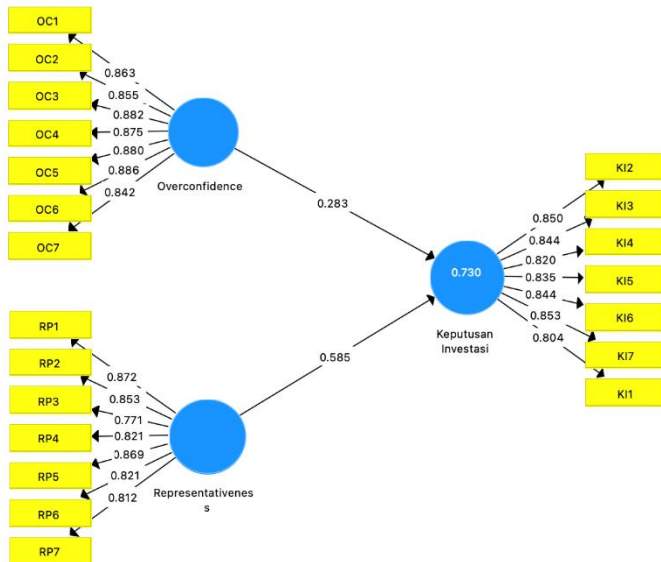 OC1
OC2
OC3
OC4
OC5
OC6
OC7
0.863
0.855
0.882
0.875
0.880
0.886
0.842
Overconfidence
0.283
RP1
RP2
RP3
RP4
RP5
RP6
RP7
0.872
0.853
0.771
0.821
0.869
0.821
0.812
Representativenes
s
0.585
0.730
Keputusan
Investasi
0.850
0.844
0.820
0.835
0.844
0.853
0.804
KI2
KI3
KI4
KI5
KI6
KI7
KI1